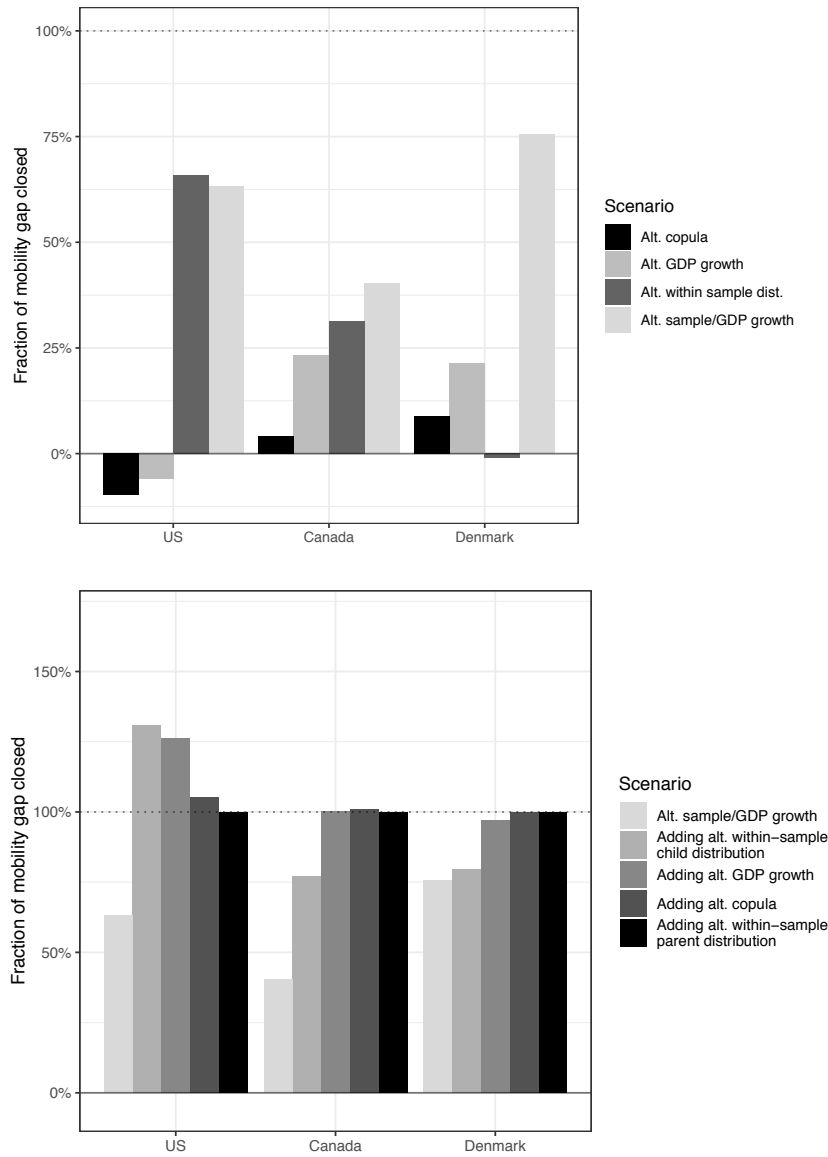 100%
75%
50%
25%
0%
Fraction of mobility gap closed
US
Canada
Denmark
Scenario
Alt. copula
Alt. GDP growth
Alt. within sample dist.
Alt. sample/GDP growth
150%
100%
50%
0%
Fraction of mobility gap closed
US
Canada
Denmark
Scenario
Alt. sample/GDP growth
Adding alt. within−sample
child distribution
Adding alt. GDP growth
Adding alt. copula
Adding alt. within−sample
parent distribution